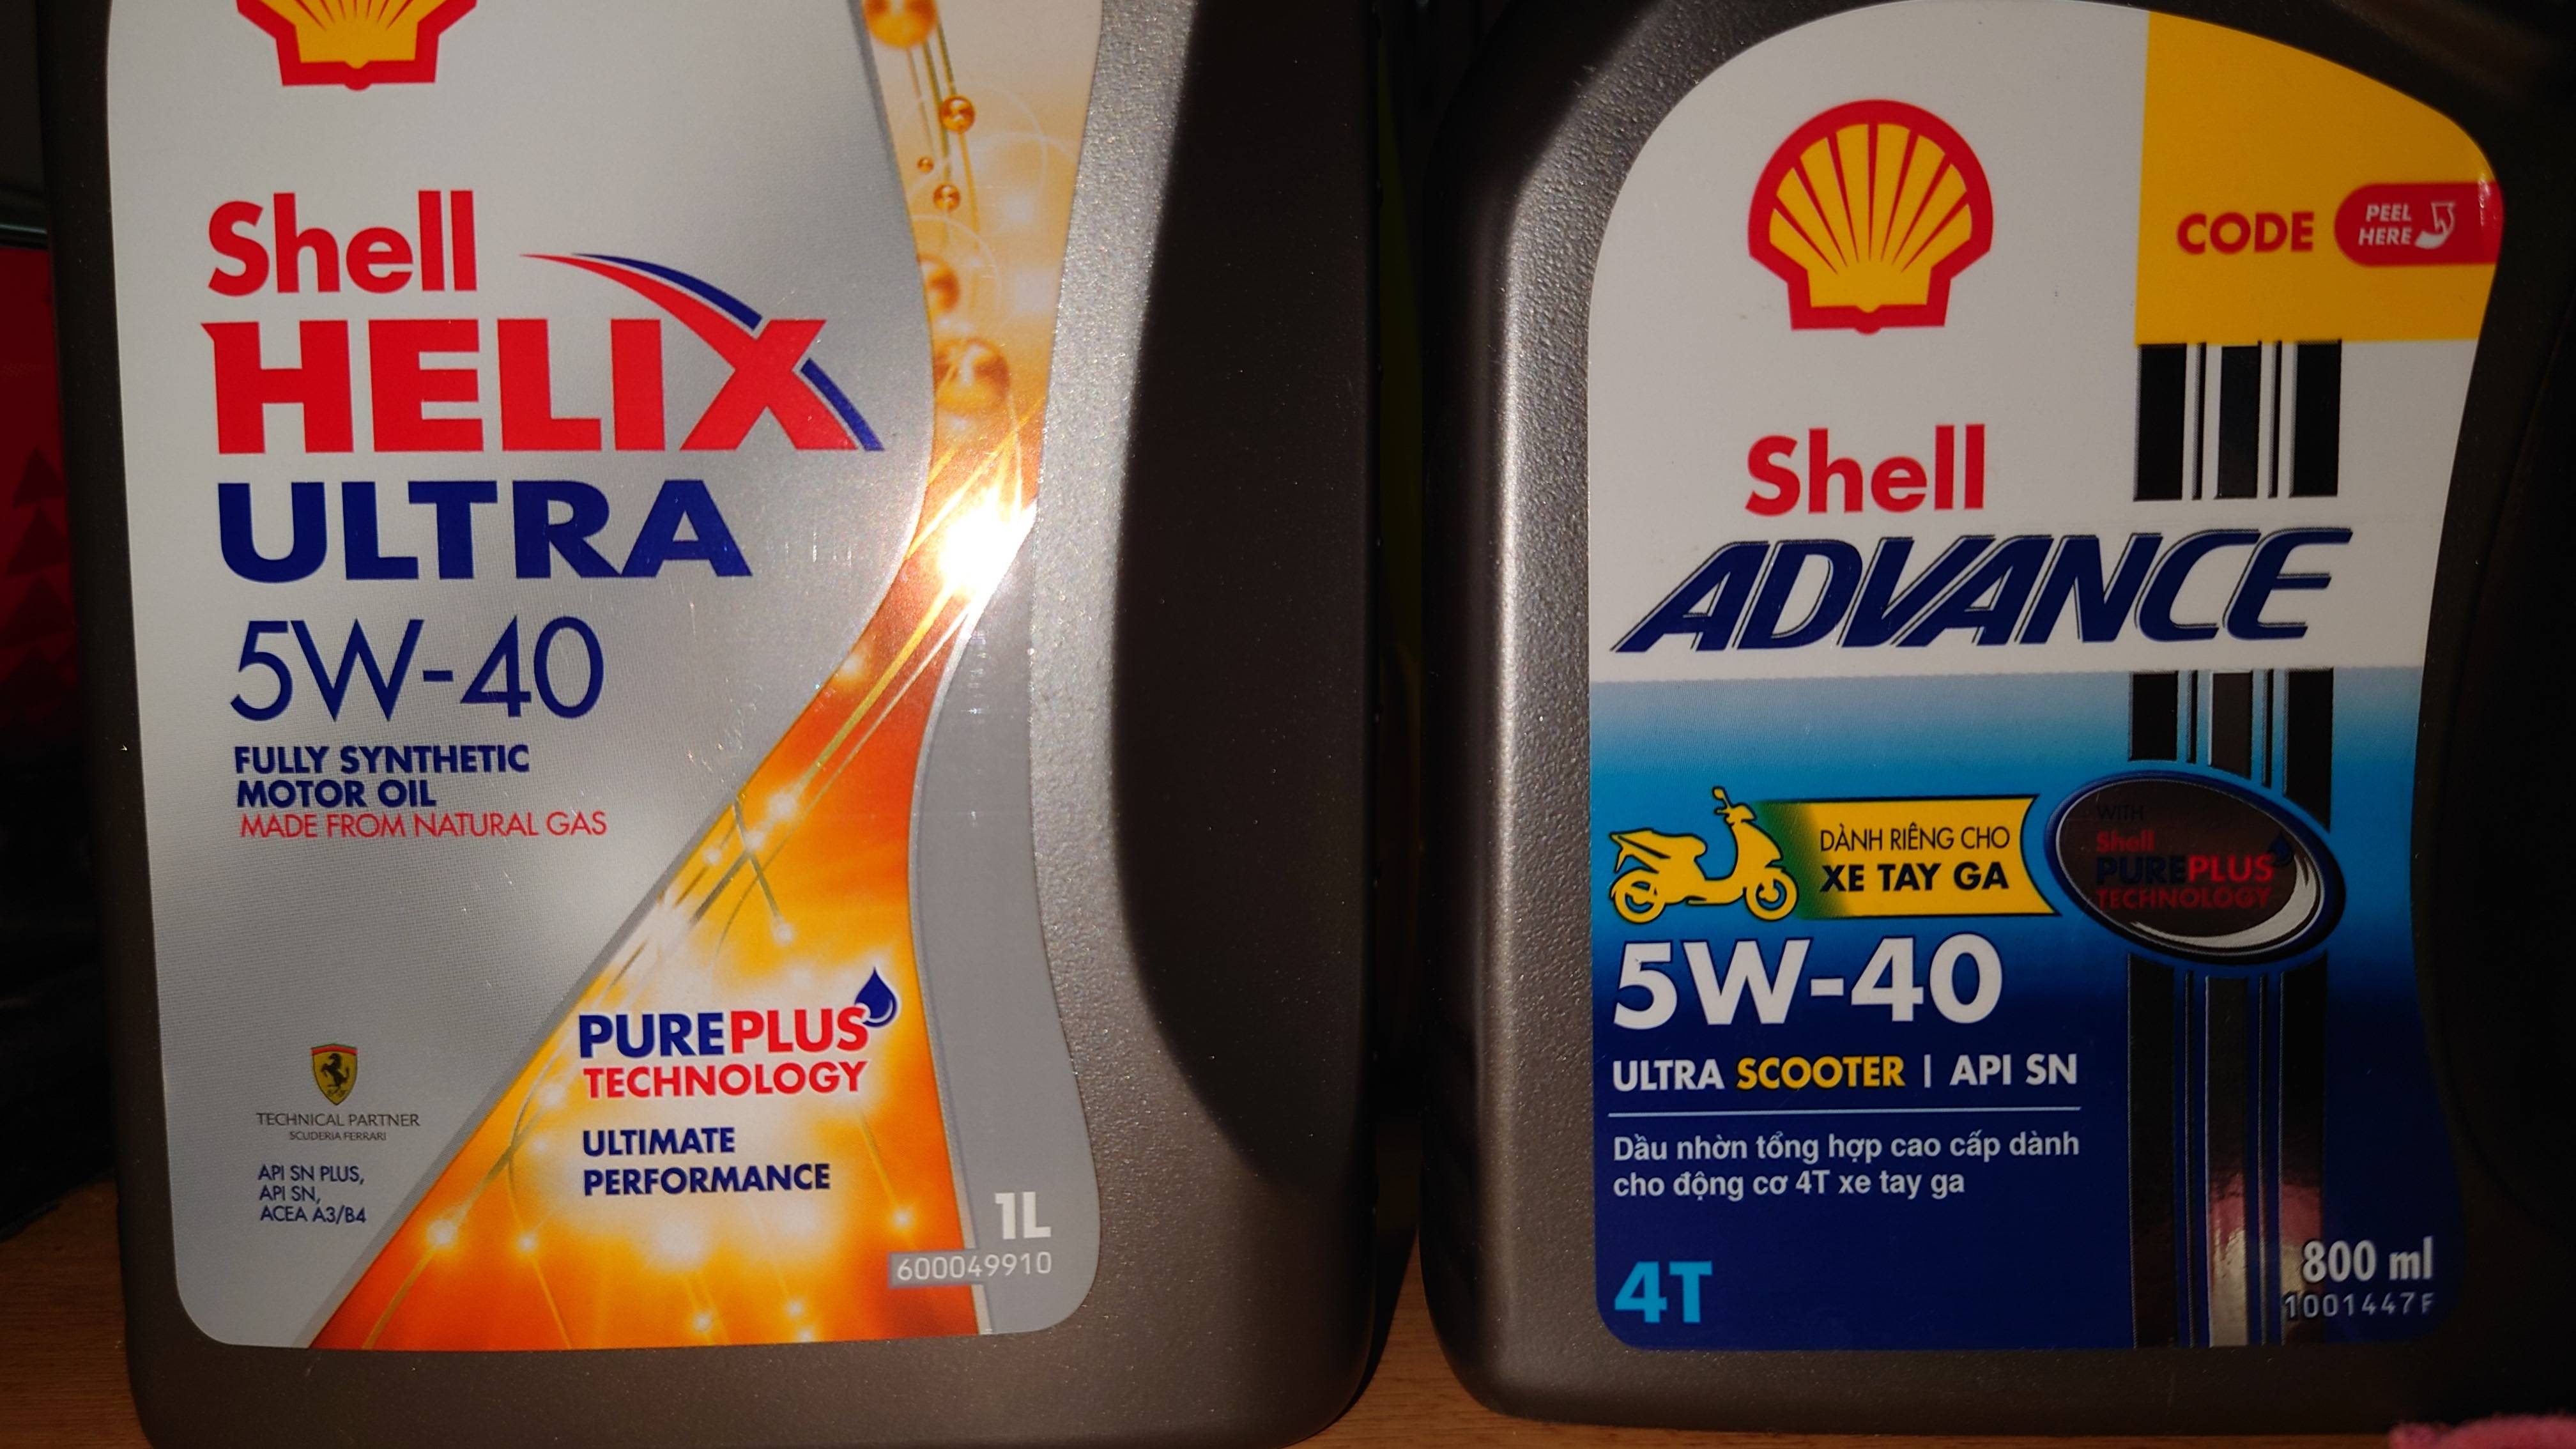 Shell
HELIX
ULTRA
5W-40
FULLY SYNTHETIC
MOTOR OIL
MADE FROM NATURAL GAS
PUREPLUS
TECHNOLOGY
ULTIMATE
PERFORMANCE
TECHNICAL PARTNER
SCUDERIA FERRARI
API SN PLUS,
API SN,
ACEA A3/B4
1L
600049910
CODE
PEEL
HERE
Shell
ADVANCE
DÀNH RIÊNG CHO
XE TAY GA
WITH
Shell
PUREPLUS
TECHNOLOGY
5W-40
ULTRA SCOOTER | API SN
Dầu nhờn tổng hợp cao cấp dành
cho động cơ 4T xe tay ga
4T
800 ml
1001447F